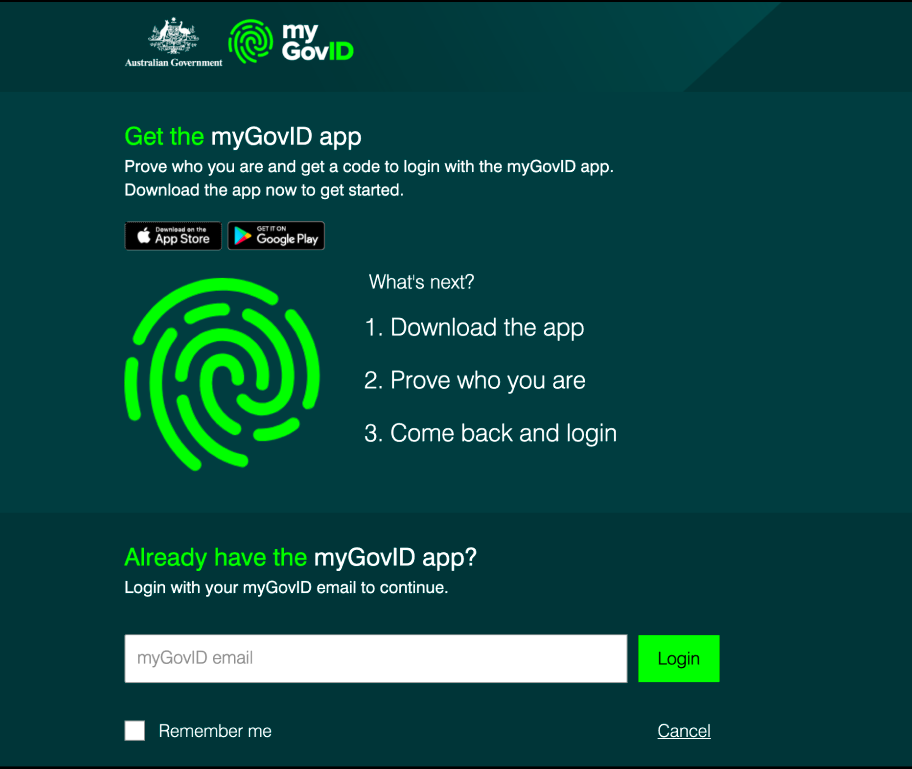 Australian Government
my
GovID
Get the myGovID app
Prove who you are and get a code to login with the myGovID app.
Download the app now to get started.
Download on the
App Store
GET IT ON
Google Play
What's next?
1. Download the app
2. Prove who you are
3. Come back and login
Already have the myGovID app?
Login with your myGovID email to continue.
myGovID email
Login
Remember me
Cancel